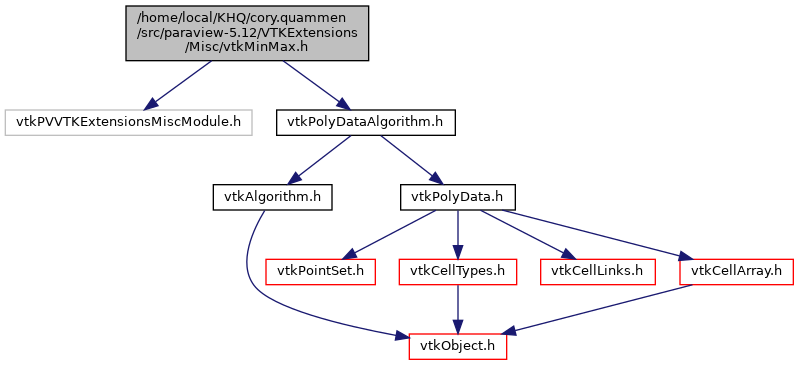 /home/local/KHQ/cory.quammen
/src/paraview-5.12/VTKExtensions
/Misc/vtkMinMax.h
vtkPVVTKExtensionsMiscModule.h
vtkPolyDataAlgorithm.h
vtkAlgorithm.h
vtkPolyData.h
vtkPointSet.h
vtkCellTypes.h
vtkCellLinks.h
vtkCellArray.h
vtkObject.h